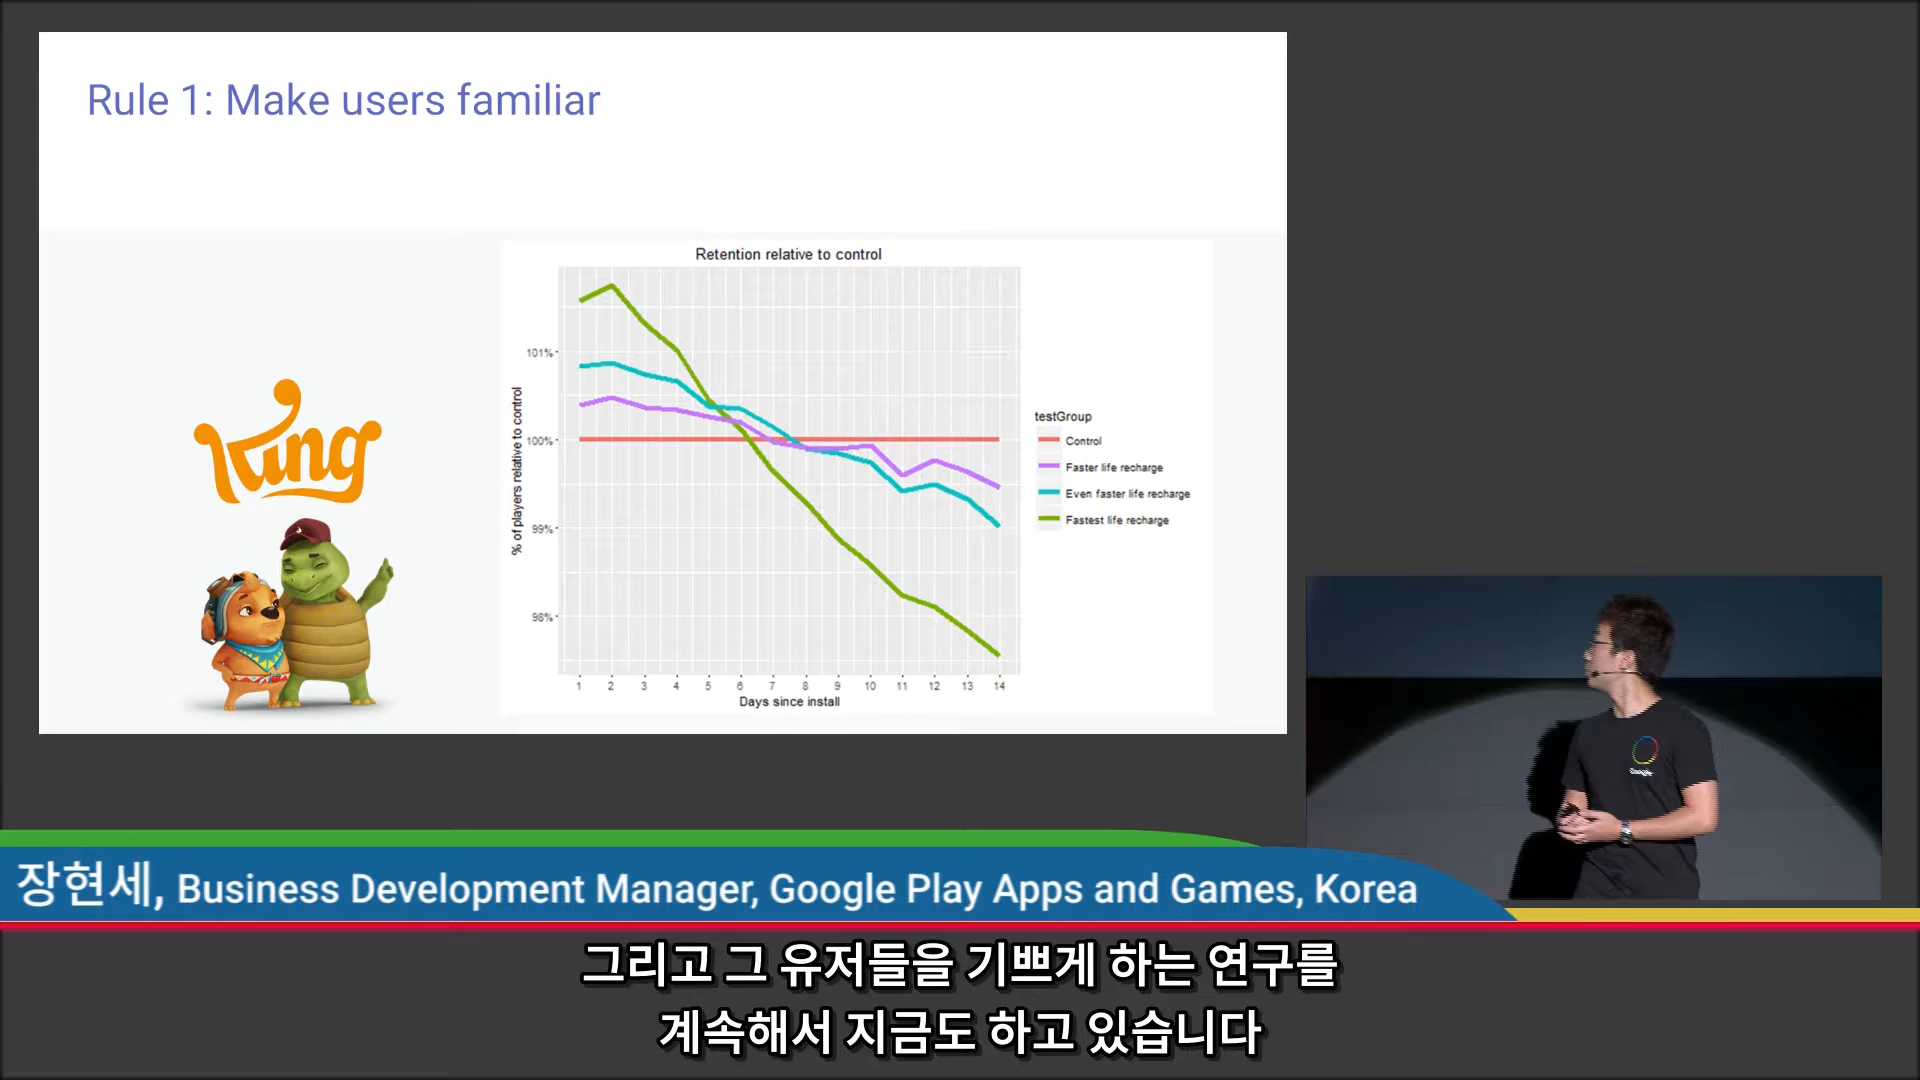 Rule 1: Make users familiar
King
Retention relative to control
% of players relative to control
101%
100%
99%
98%
1 2 3 4 5 6 7 8 9 10 11 12 13 14
Days since install
testGroup
Control
Faster life recharge
Even faster life recharge
Fastest life recharge
Google
장현세, Business Development Manager, Google Play Apps and Games, Korea
그리고 그 유저들을 기쁘게 하는 연구를
계속해서 지금도 하고 있습니다